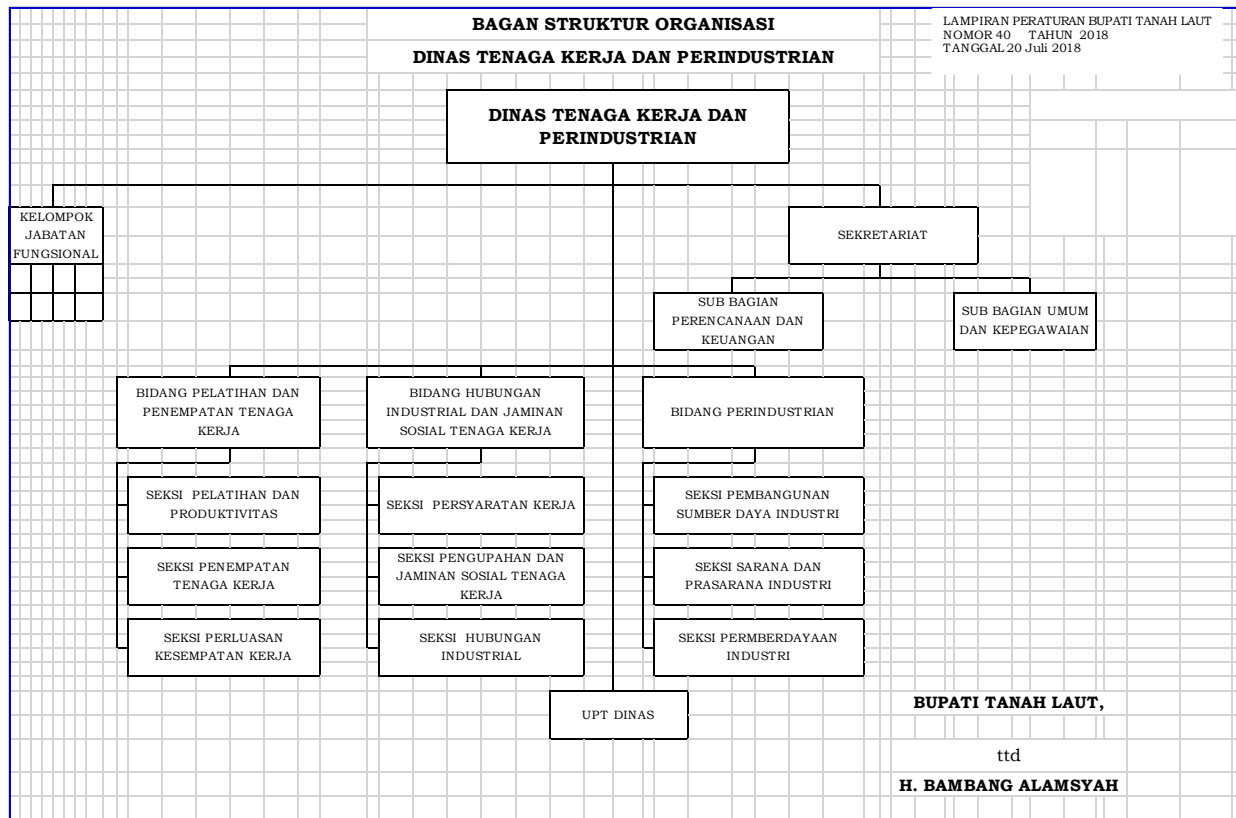 BAGAN STRUKTUR ORGANISASI
DINAS TENAGA KERJA DAN PERINDUSTRIAN
LAMPIRAN PERATURAN BUPATI TANAH LAUT
NOMOR 40 TAHUN 2018
TANGGAL 20 Juli 2018
DINAS TENAGA KERJA DAN
PERINDUSTRIAN
KELOMPOK
JABATAN
FUNGSIONAL
SEKRETARIAT
SUB BAGIAN
PERENCANAAN DAN
KEUANGAN
SUB BAGIAN UMUM
DAN KEPEGAWAIAN
BIDANG PELATIHAN DAN
PENEMPATAN TENAGA
KERJA
BIDANG HUBUNGAN
INDUSTRIAL DAN JAMINAN
SOSIAL TENAGA KERJA
BIDANG PERINDUSTRIAN
SEKSI PELATIHAN DAN
PRODUKTIVITAS
SEKSI PERSYARATAN KERJA
SEKSI PEMBANGUNAN
SUMBER DAYA INDUSTRI
SEKSI PENEMPATAN
TENAGA KERJA
SEKSI PENGUPAHAN DAN
JAMINAN SOSIAL TENAGA
KERJA
SEKSI SARANA DAN
PRASARANA INDUSTRI
SEKSI PERLUASAN
KESEMPATAN KERJA
SEKSI HUBUNGAN
INDUSTRIAL
SEKSI PERMBERDAYAAN
INDUSTRI
UPT DINAS
BUPATI TANAH LAUT,
ttd
H. BAMBANG ALAMSYAH